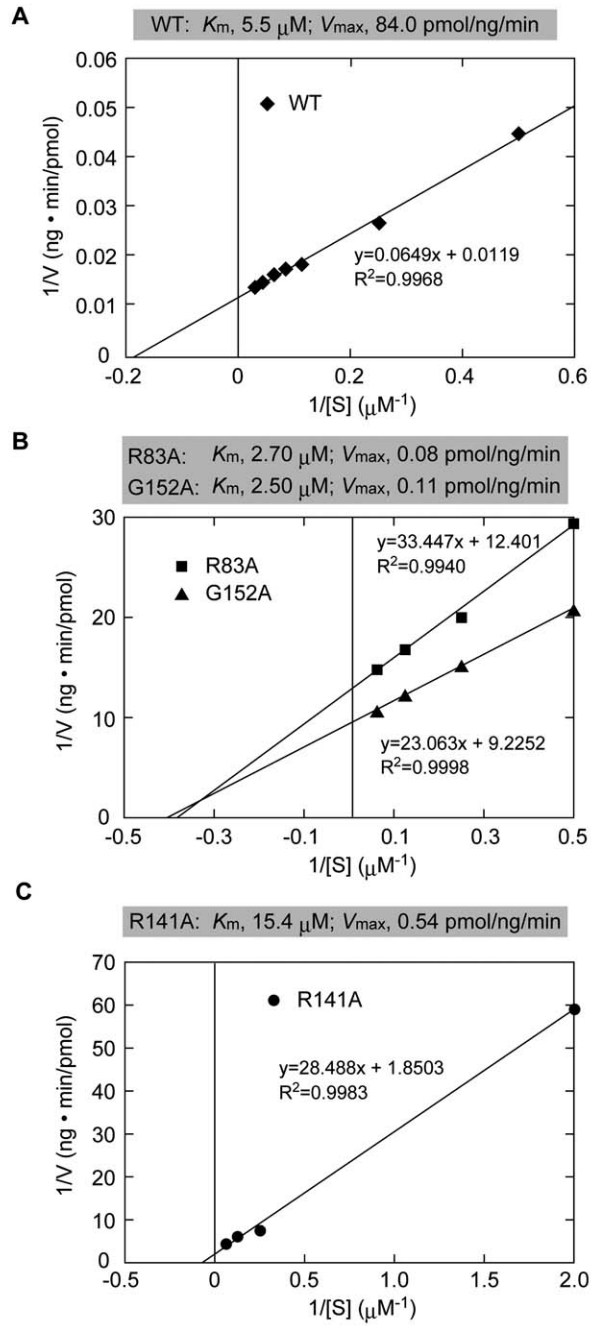 A
WT: Km, 5.5 μM; Vmax, 84.0 pmol/ng/min
0.06
0.05
0.04
0.03
0.02
0.01
0
1/V (ng • min/pmol)
WT
y=0.0649x + 0.0119
R²=0.9968
-0.2
0
0.2
0.4
0.6
1/[S] (μM⁻¹)
B
R83A: Km, 2.70 μM; Vmax, 0.08 pmol/ng/min
G152A: Km, 2.50 μM; Vmax, 0.11 pmol/ng/min
30
20
10
0
1/V (ng • min/pmol)
R83A
G152A
y=33.447x + 12.401
R²=0.9940
y=23.063x + 9.2252
R²=0.9998
-0.5
-0.3
-0.1
0.1
0.3
0.5
1/[S] (μM⁻¹)
C
R141A: Km, 15.4 μM; Vmax, 0.54 pmol/ng/min
70
60
50
40
30
20
10
0
1/V (ng • min/pmol)
R141A
y=28.488x + 1.8503
R²=0.9983
-0.5
0
0.5
1.0
1.5
2.0
1/[S] (μM⁻¹)